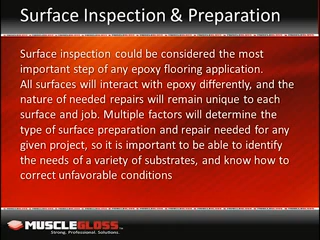 Surface Inspection & Preparation
Surface inspection could be considered the most
important step of any epoxy flooring application.
All surfaces will interact with epoxy differently, and the
nature of needed repairs will remain unique to each
surface and job. Multiple factors will determine the
type of surface preparation and repair needed for any
given project, so it is important to be able to identify
the needs of a variety of substrates, and know how to
correct unfavorable conditions
MUSCLEGLOSS
Strong. Professional. Solutions.